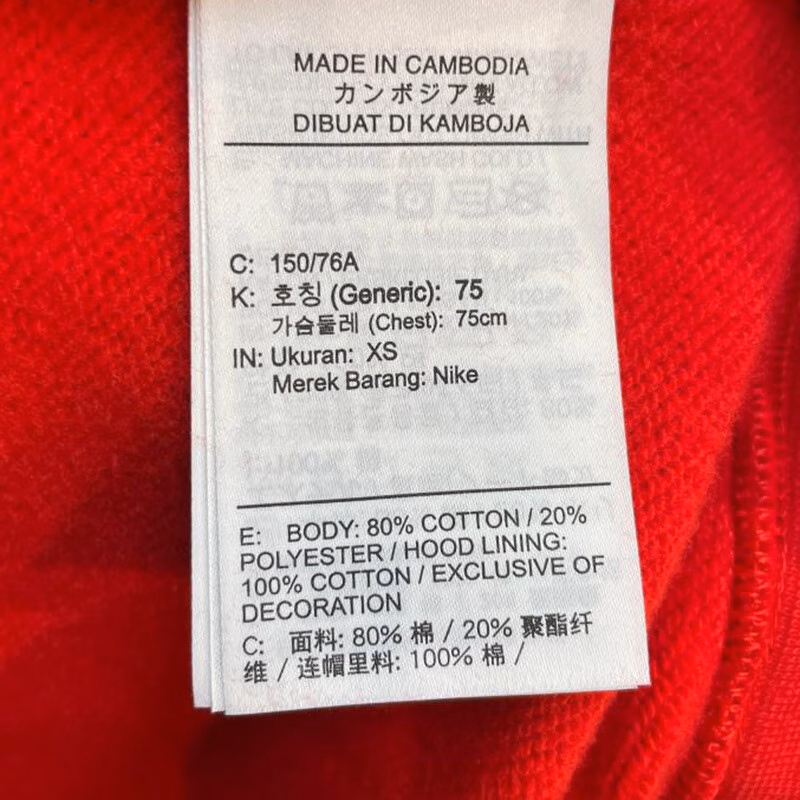 MADE IN CAMBODIA
カンボジア製
DIBUAT DI KAMBOJA
C: 150/76A
K: 호칭 (Generic): 75
가슴둘레 (Chest): 75cm
IN: Ukuran: XS
Merek Barang: Nike
E: BODY: 80% COTTON / 20%
POLYESTER / HOOD LINING:
100% COTTON / EXCLUSIVE OF
DECORATION
C: 面料: 80% 棉 / 20% 聚酯纤
维 / 连帽里料: 100% 棉 /